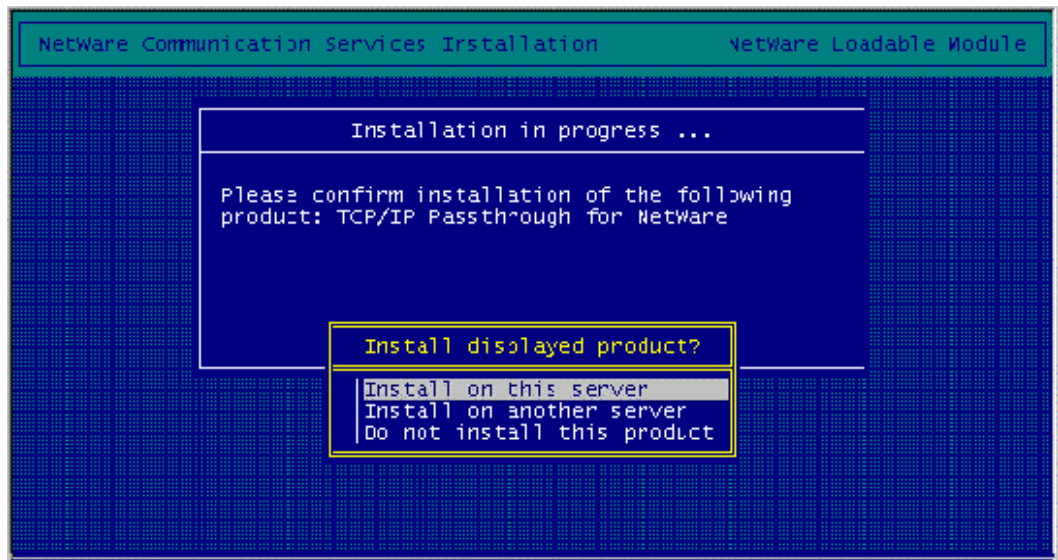 NetWare Communication Services Installation NetWare Loadable Module
Installation in progress ...
Please confirm installation of the following
product: TCP/IP Passthrough for NetWare
Install displayed product?
Install on this server
Install on another server
Do not install this product